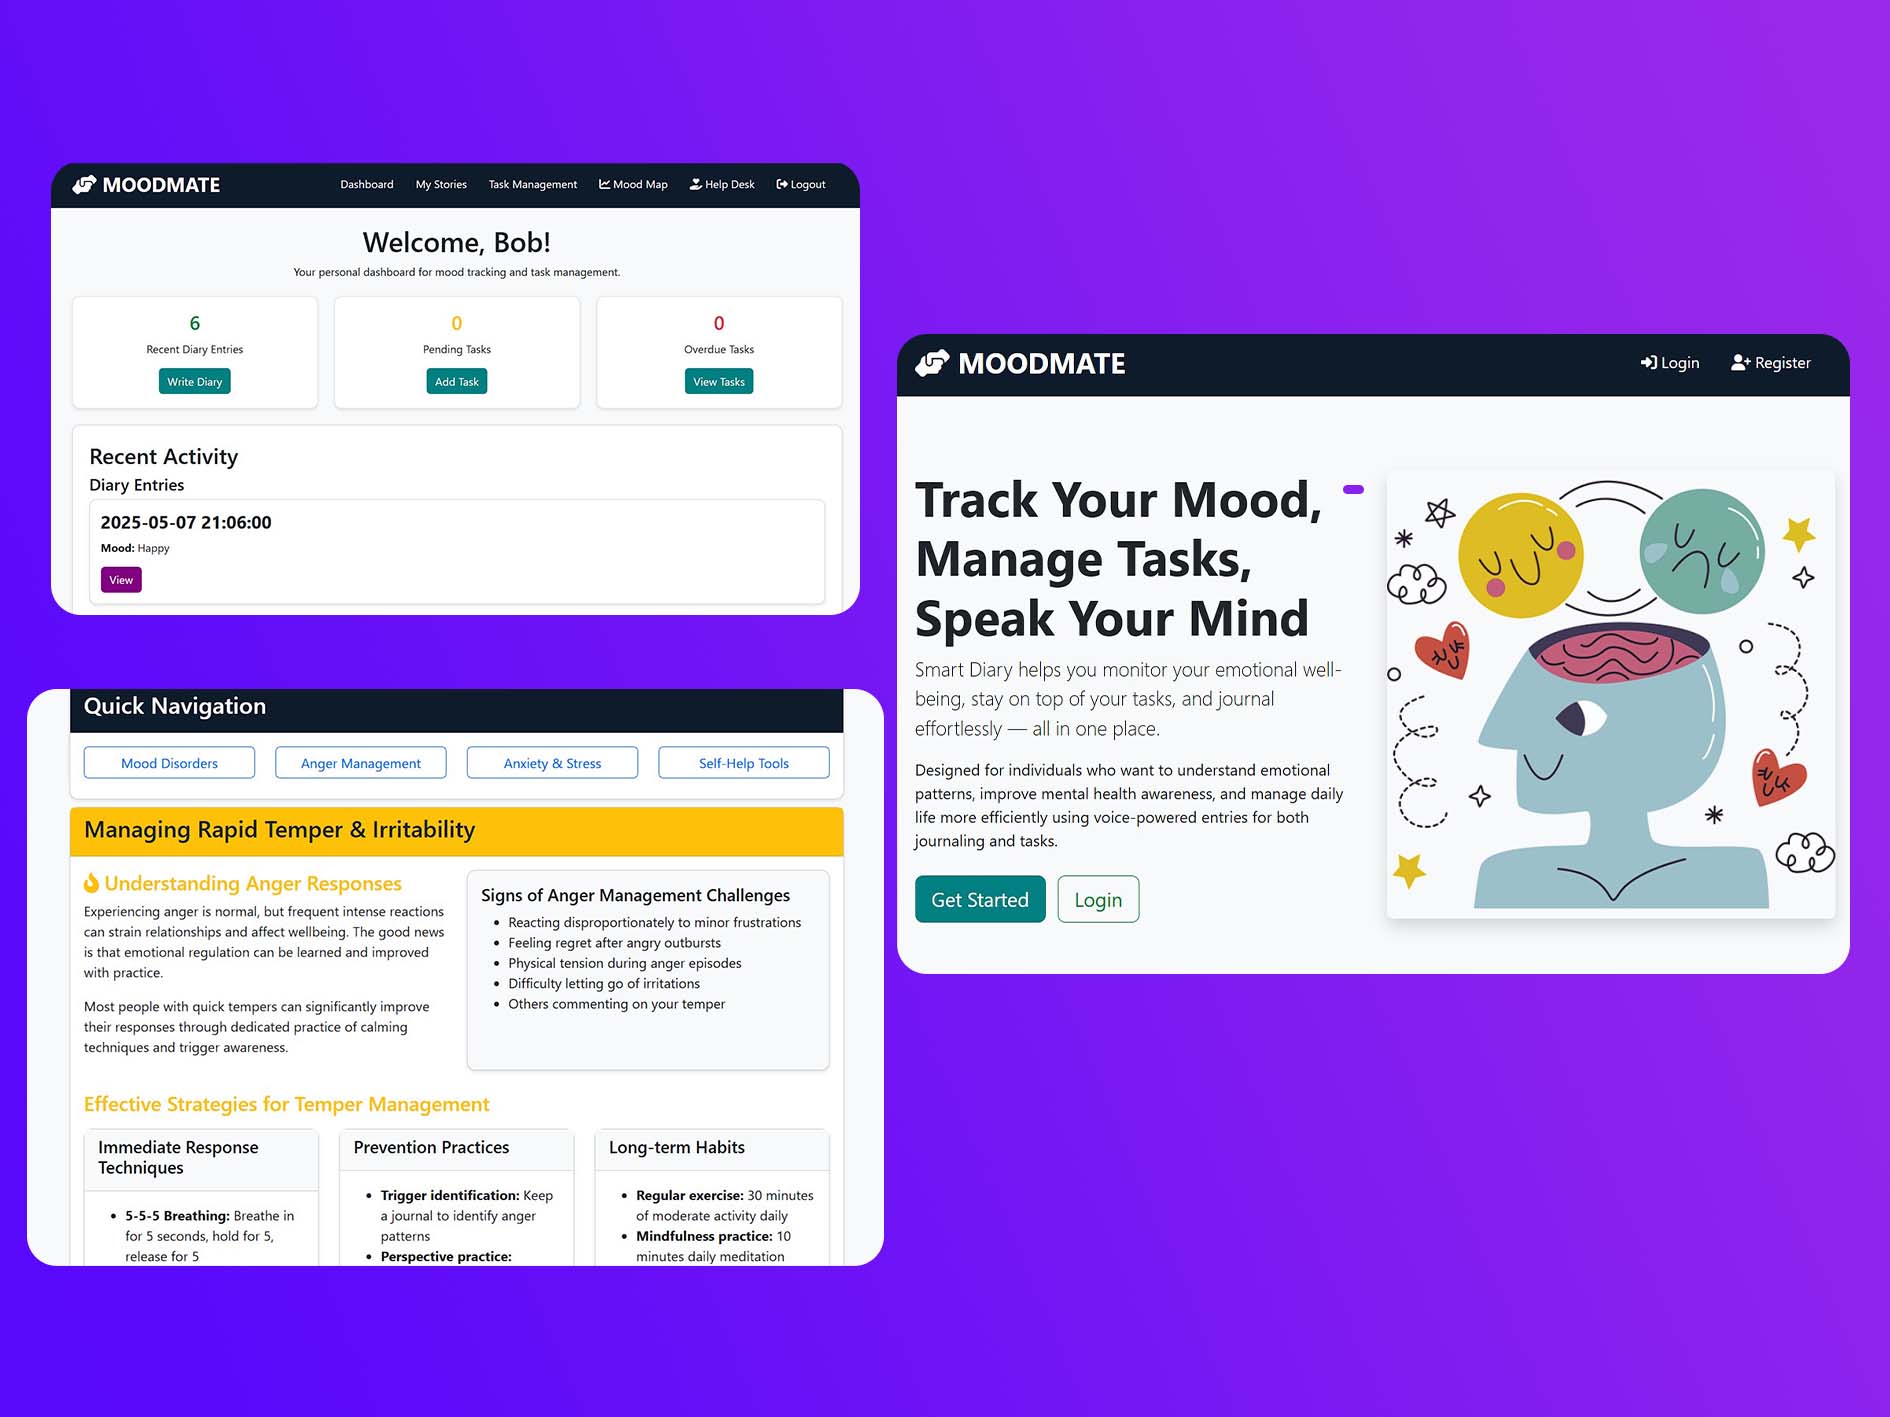 MOODMATE
Dashboard My Stories Task Management Mood Map Help Desk Logout
Welcome, Bob!
Your personal dashboard for mood tracking and task management.
6
Recent Diary Entries
Write Diary
0
Pending Tasks
Add Task
0
Overdue Tasks
View Tasks
Recent Activity
Diary Entries
2025-05-07 21:06:00
Mood: Happy
View
Quick Navigation
Mood Disorders
Anger Management
Anxiety & Stress
Self-Help Tools
Managing Rapid Temper & Irritability
Understanding Anger Responses
Experiencing anger is normal, but frequent intense reactions
can strain relationships and affect wellbeing. The good news
is that emotional regulation can be learned and improved
with practice.
Most people with quick tempers can significantly improve
their responses through dedicated practice of calming
techniques and trigger awareness.
Signs of Anger Management Challenges
• Reacting disproportionately to minor frustrations
• Feeling regret after angry outbursts
• Physical tension during anger episodes
• Difficulty letting go of irritations
• Others commenting on your temper
Effective Strategies for Temper Management
Immediate Response
Techniques
• 5-5-5 Breathing: Breathe in
for 5 seconds, hold for 5,
release for 5
Prevention Practices
• Trigger identification: Keep
a journal to identify anger
patterns
• Perspective practice:
Long-term Habits
• Regular exercise: 30 minutes
of moderate activity daily
• Mindfulness practice: 10
minutes daily meditation
MOODMATE
Login Register
Track Your Mood,
Manage Tasks,
Speak Your Mind
Smart Diary helps you monitor your emotional well-
being, stay on top of your tasks, and journal
effortlessly — all in one place.
Designed for individuals who want to understand emotional
patterns, improve mental health awareness, and manage daily
life more efficiently using voice-powered entries for both
journaling and tasks.
Get Started
Login